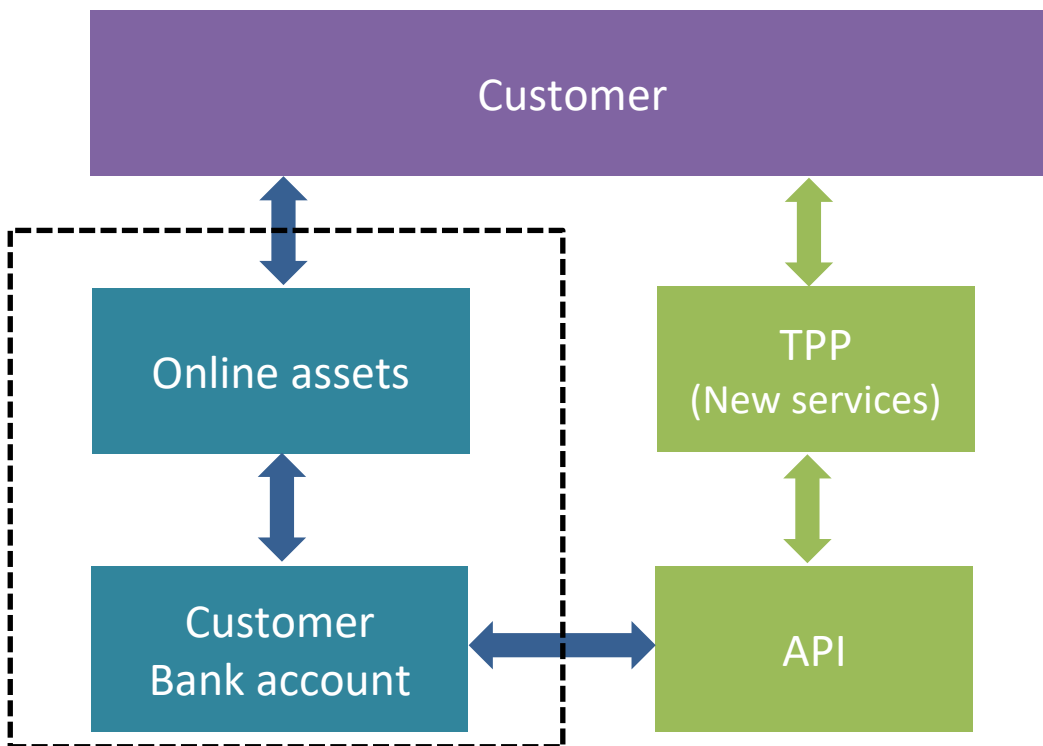 Customer
Online assets
TPP
(New services)
Customer
Bank account
API